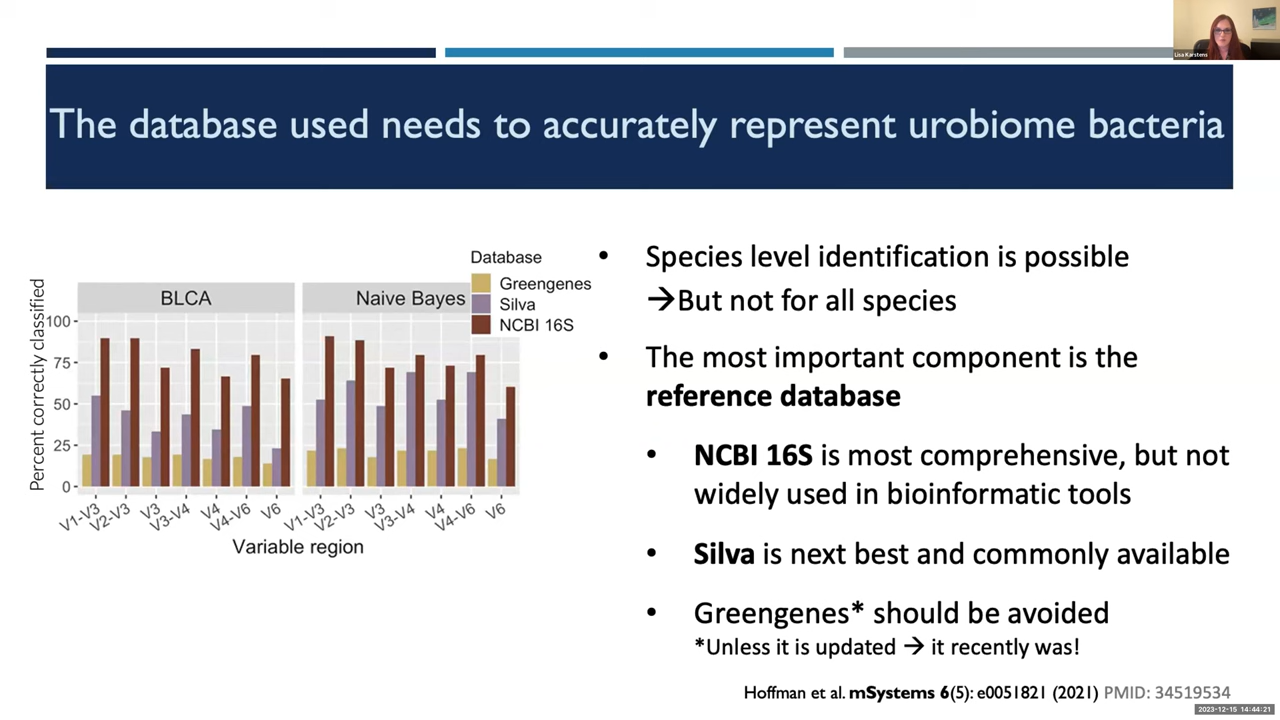 Lisa Karstens
The database used needs to accurately represent urobiome bacteria
Database
Greengenes
Silva
NCBI 16S
BLCA
Naive Bayes
Percent correctly classified
100
75
50
25
0
V1-V3
V2-V3
V3
V3-V4
V4
V4-V6
V6
V1-V3
V2-V3
V3
V3-V4
V4
V4-V6
V6
Variable region
• Species level identification is possible
→But not for all species
• The most important component is the
reference database
• NCBI 16S is most comprehensive, but not
widely used in bioinformatic tools
• Silva is next best and commonly available
• Greengenes* should be avoided
*Unless it is updated → it recently was!
Hoffman et al. mSystems 6(5): e0051821 (2021) PMID: 34519534
2023-12-15 14:44:21